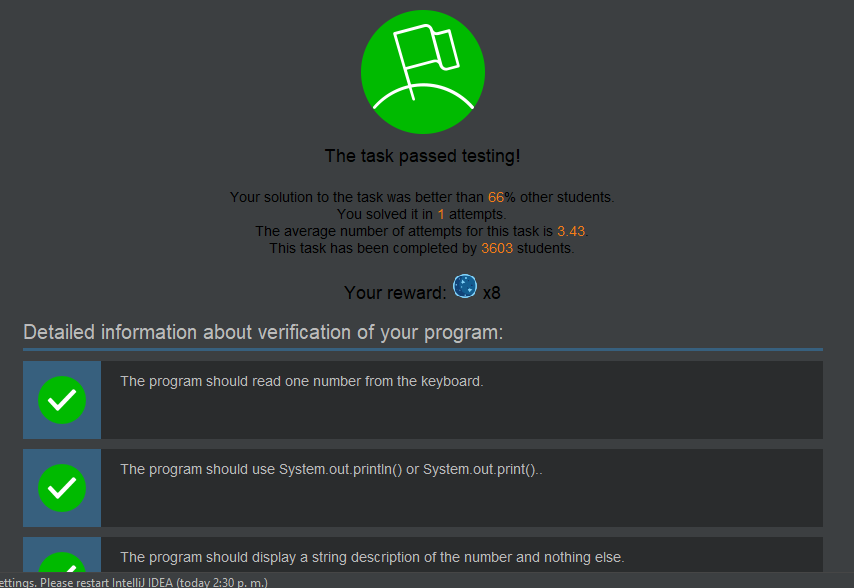 The task passed testing!
Your solution to the task was better than 66% other students.
You solved it in 1 attempts.
The average number of attempts for this task is 3.43
This task has been completed by 3603 students.
Your reward: x8
Detailed information about verification of your program:
The program should read one number from the keyboard.
The program should use System.out.println() or System.out.print()..
The program should display a string description of the number and nothing else.
ettings. Please restart IntelliJ IDEA (today 2:30 p. m.)